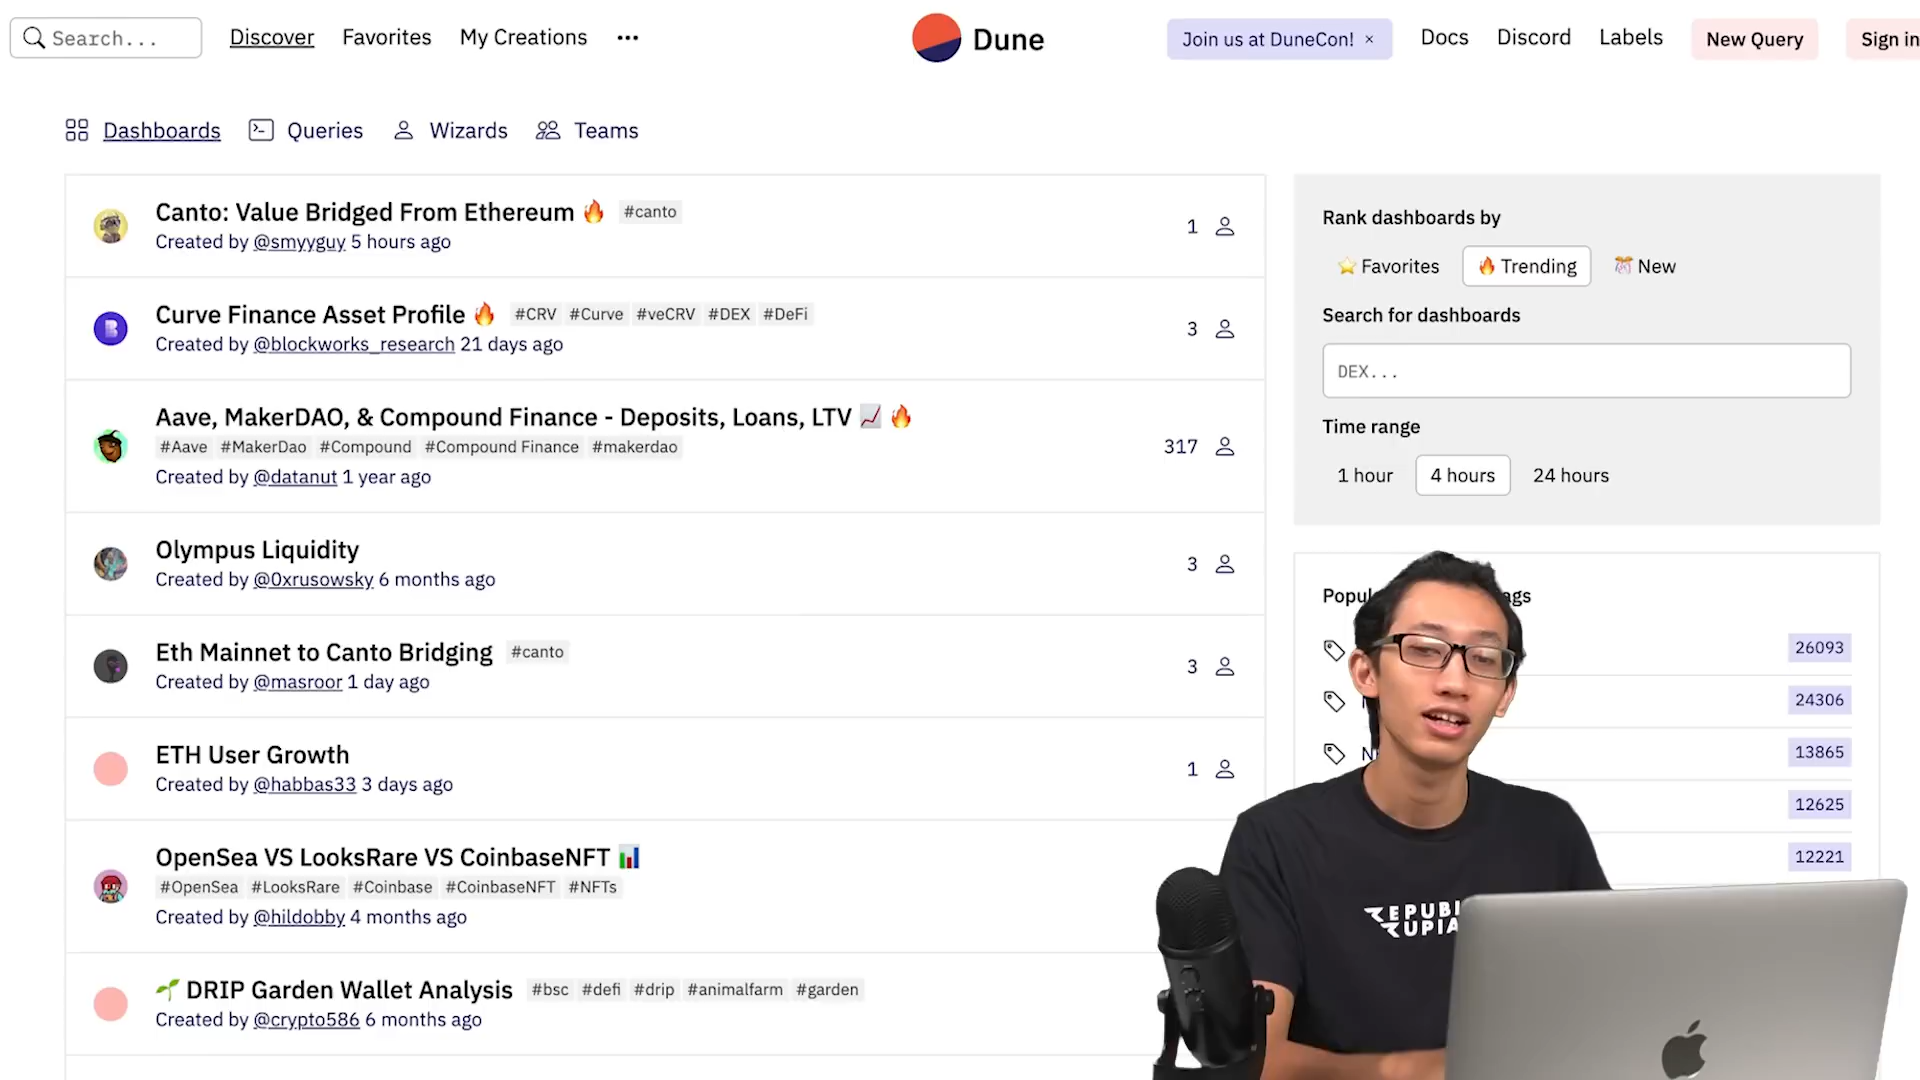 Search...
Discover
Favorites
My Creations
Dune
Join us at DuneCon! ×
Docs
Discord
Labels
New Query
Sign in
Dashboards
Queries
Wizards
Teams
Canto: Value Bridged From Ethereum 🔥 #canto
Created by @smyyguy 5 hours ago
1
Curve Finance Asset Profile 🔥 #CRV #Curve #veCRV #DEX #DeFi
Created by @blockworks_research 21 days ago
3
Aave, MakerDAO, & Compound Finance - Deposits, Loans, LTV 📈 🔥
#Aave #MakerDao #Compound #Compound Finance #makerdao
Created by @datanut 1 year ago
317
Olympus Liquidity
Created by @0xrusowsky 6 months ago
3
Eth Mainnet to Canto Bridging #canto
Created by @masroor 1 day ago
3
ETH User Growth
Created by @habbas33 3 days ago
1
OpenSea VS LooksRare VS CoinbaseNFT 📊
#OpenSea #LooksRare #Coinbase #CoinbaseNFT #NFTs
Created by @hildobby 4 months ago
🌱 DRIP Garden Wallet Analysis #bsc #defi #drip #animalfarm #garden
Created by @crypto586 6 months ago
Rank dashboards by
⭐ Favorites
🔥 Trending
🎊 New
Search for dashboards
DEX...
Time range
1 hour
4 hours
24 hours
26093
24306
13865
12625
12221